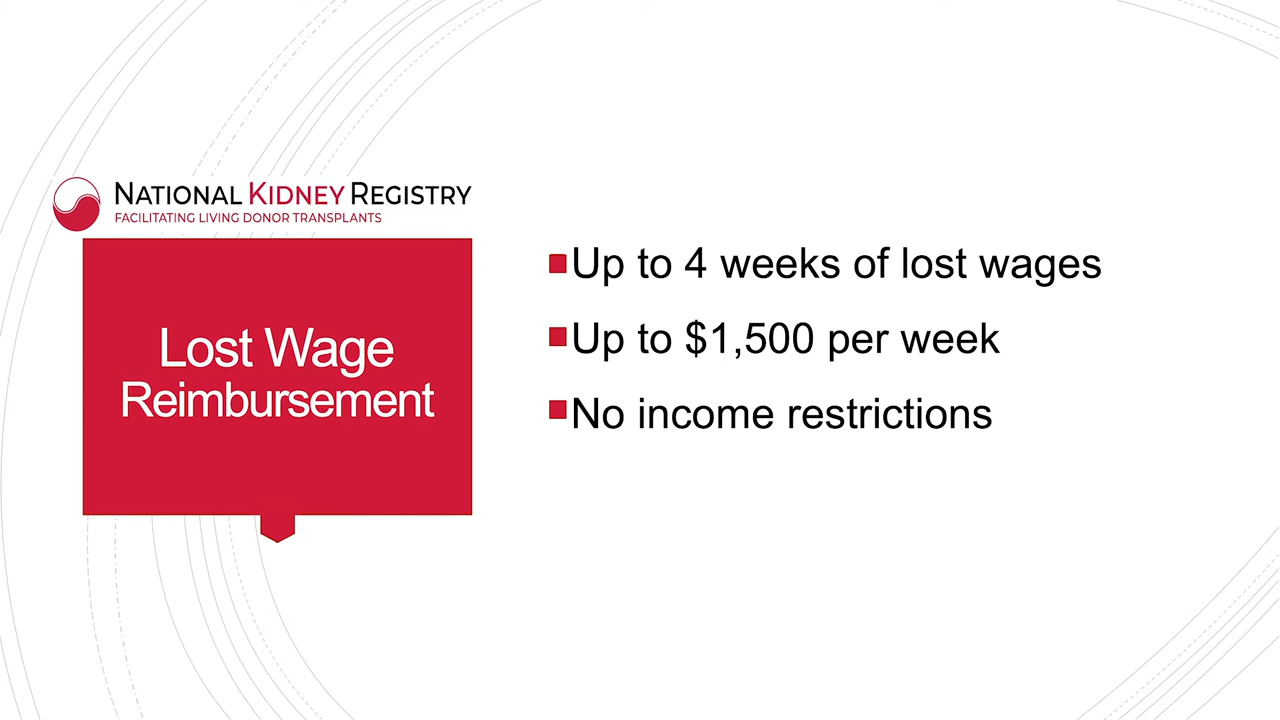 NATIONAL KIDNEY REGISTRY
FACILITATING LIVING DONOR TRANSPLANTS
Lost Wage
Reimbursement
Up to 4 weeks of lost wages
Up to $1,500 per week
No income restrictions